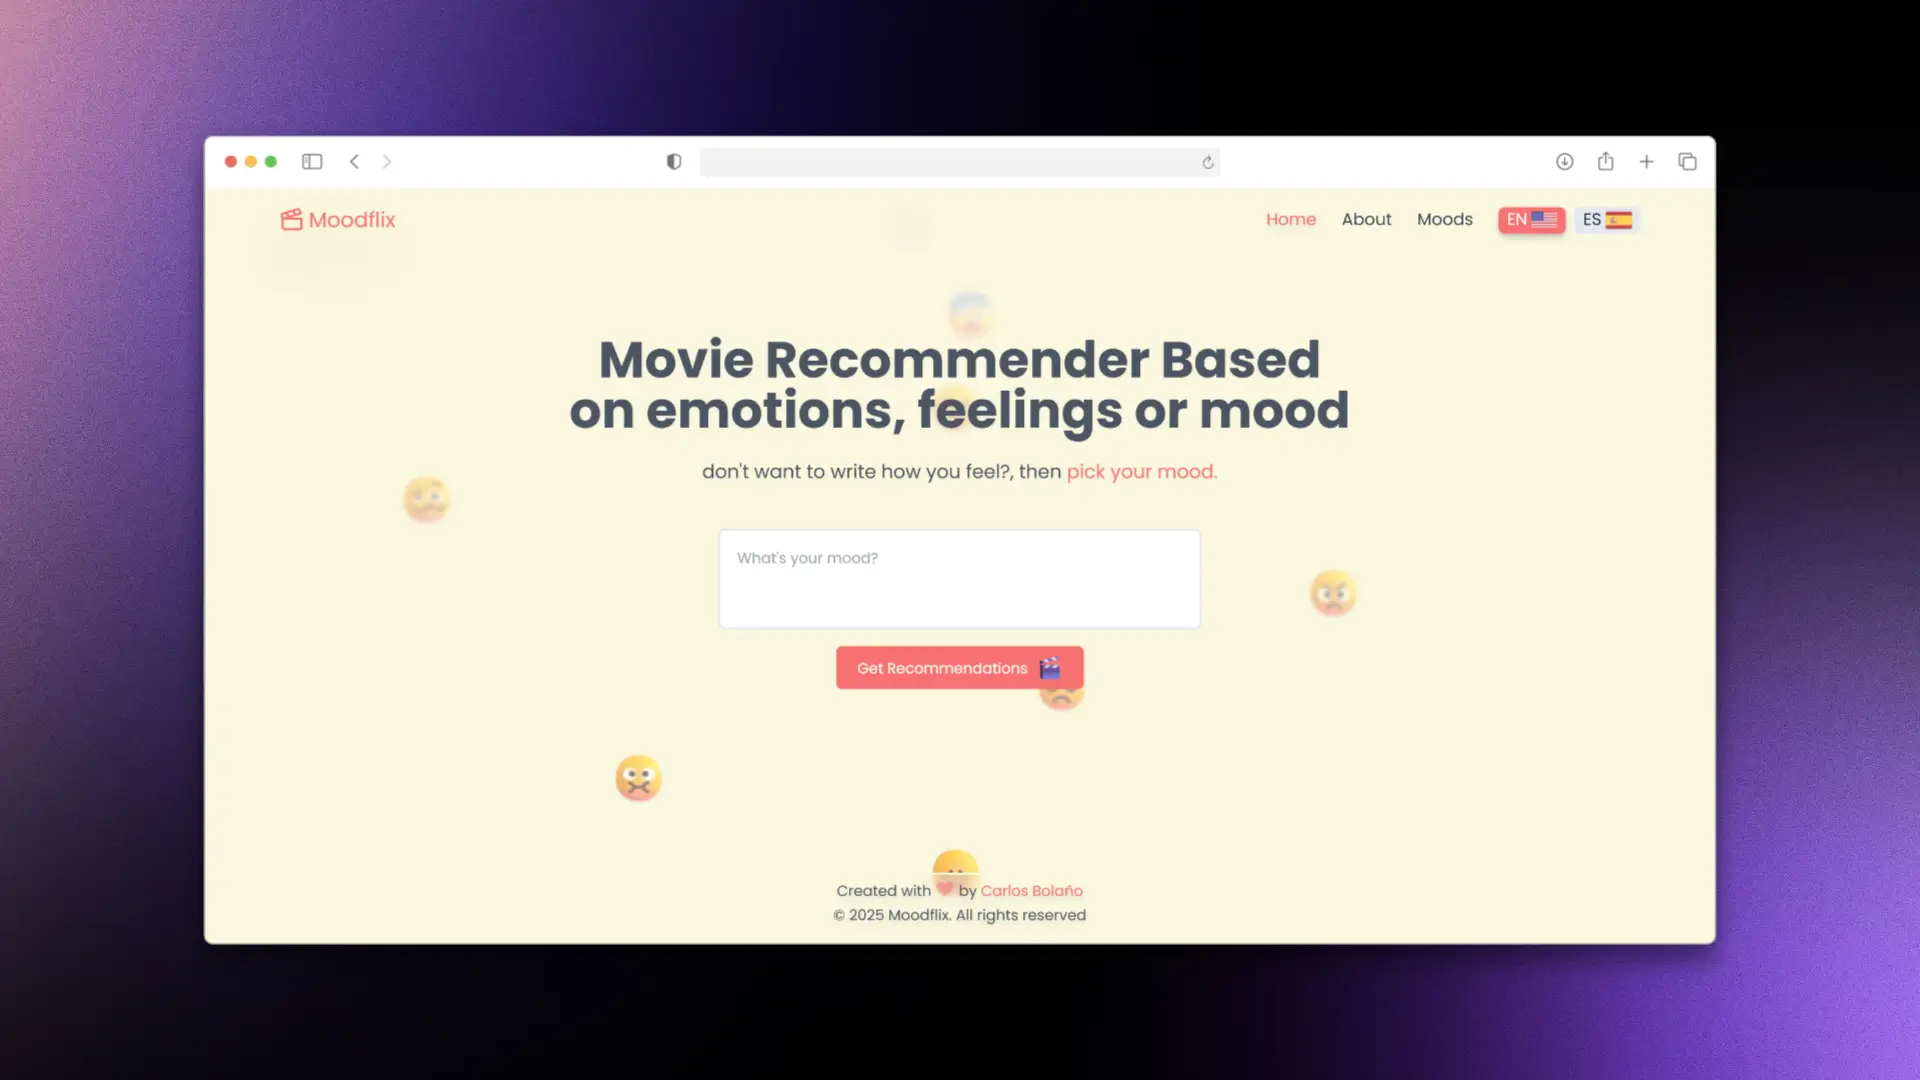 Moodflix
Home About Moods EN ES
Movie Recommender Based
on emotions, feelings or mood
don't want to write how you feel?, then pick your mood.
What's your mood?
Get Recommendations
Created with ❤️ by Carlos Bolaño
© 2025 Moodflix. All rights reserved